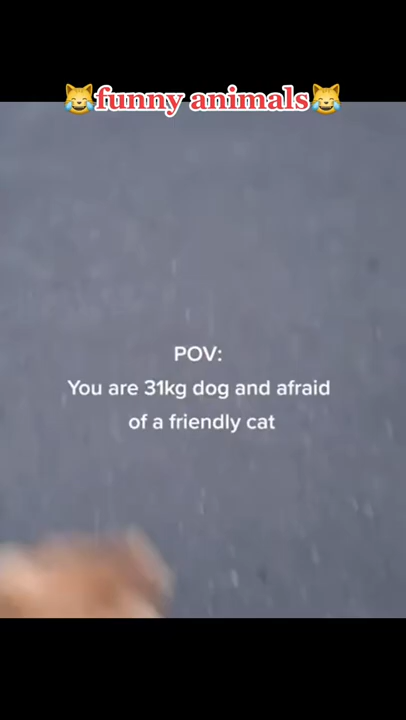 😹funny animals😹
POV:
You are 31kg dog and afraid
of a friendly cat